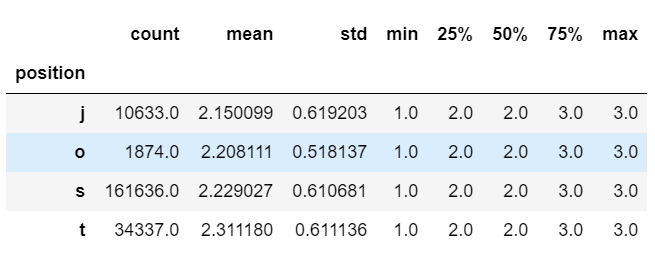 count mean std min 25% 50% 75% max
position
j 10633.0 2.150099 0.619203 1.0 2.0 2.0 3.0 3.0
o 1874.0 2.208111 0.518137 1.0 2.0 2.0 3.0 3.0
s 161636.0 2.229027 0.610681 1.0 2.0 2.0 3.0 3.0
t 34337.0 2.311180 0.611136 1.0 2.0 2.0 3.0 3.0